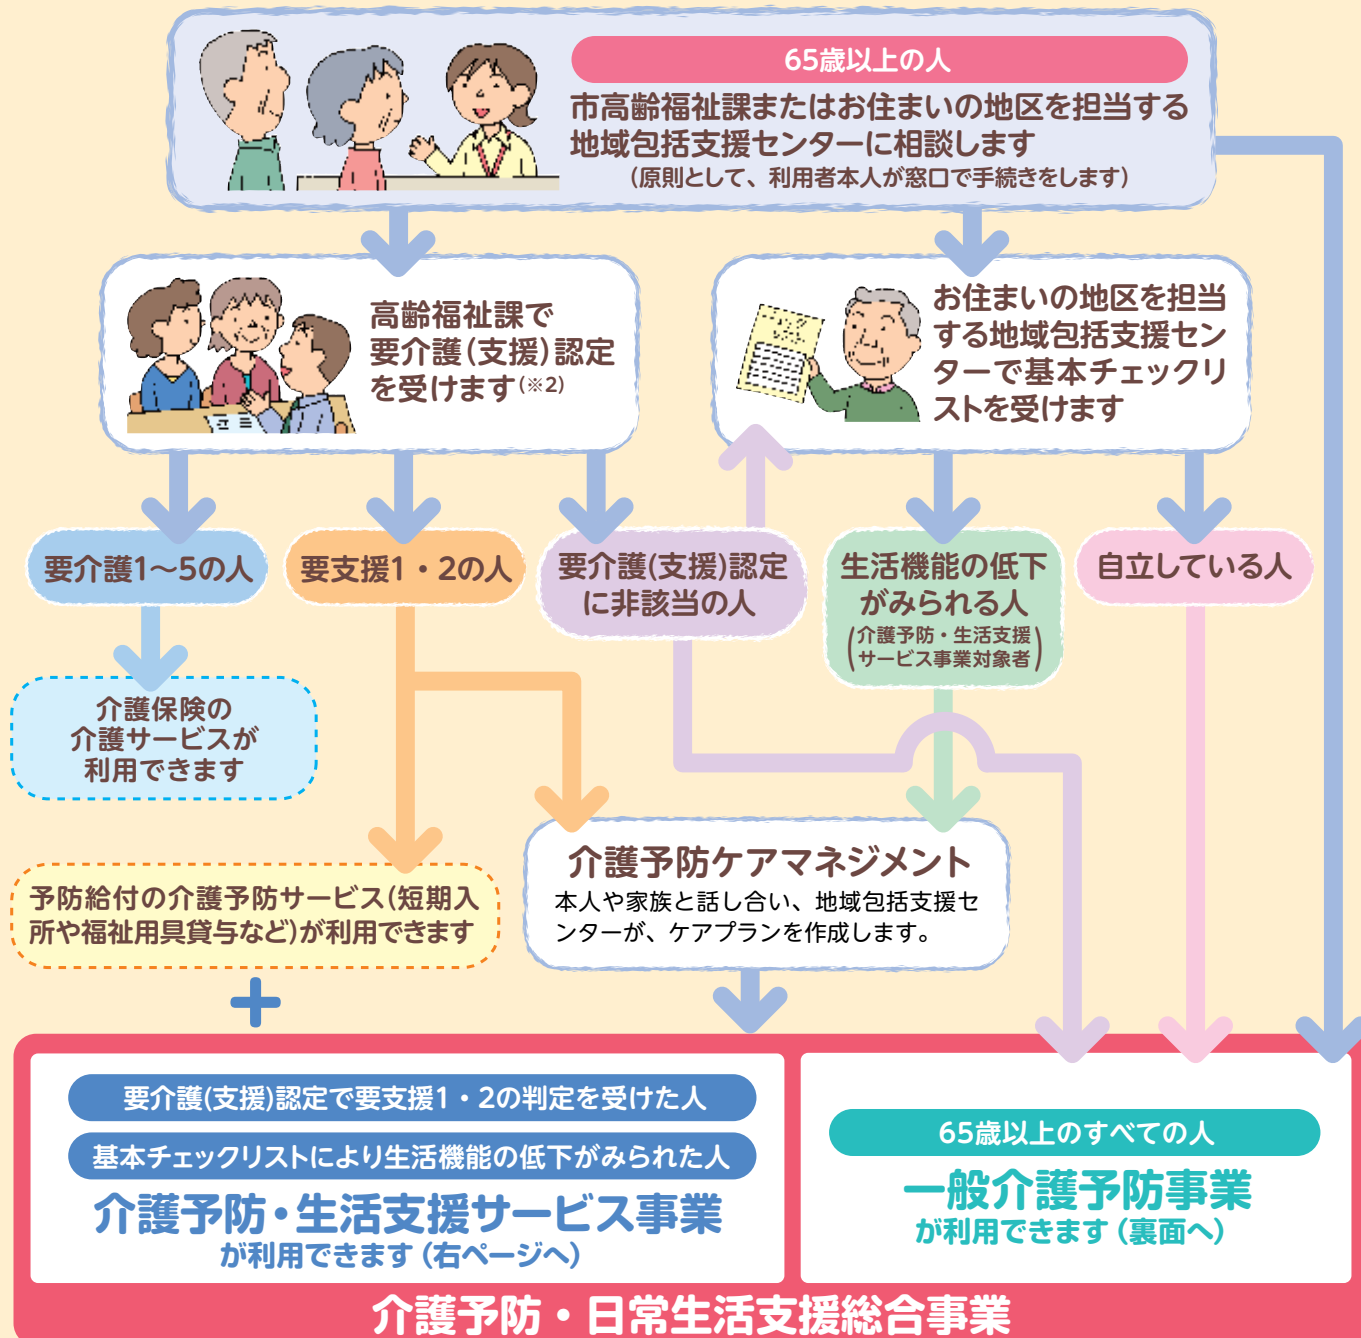 65歳以上の人
市高齢福祉課またはお住まいの地区を担当する
地域包括支援センターに相談します
（原則として、利用者本人が窓口で手続きをします）
高齢福祉課で
要介護（支援）認定
を受けます（※2）
お住まいの地区を担当
する地域包括支援セン
ターで基本チェックリ
ストを受けます
要介護1～5の人
要支援1・2の人
要介護(支援)認定
に非該当の人
生活機能の低下
がみられる人
（介護予防・生活支援
サービス事業対象者）
自立している人
介護保険の
介護サービスが
利用できます
予防給付の介護予防サービス(短期入
所や福祉用具貸与など)が利用できます
介護予防ケアマネジメント
本人や家族と話し合い、地域包括支援セ
ンターが、ケアプランを作成します。
＋
要介護(支援)認定で要支援1・2の判定を受けた人
基本チェックリストにより生活機能の低下がみられた人
介護予防・生活支援サービス事業
が利用できます（右ページへ）
65歳以上のすべての人
一般介護予防事業
が利用できます（裏面へ）
介護予防・日常生活支援総合事業